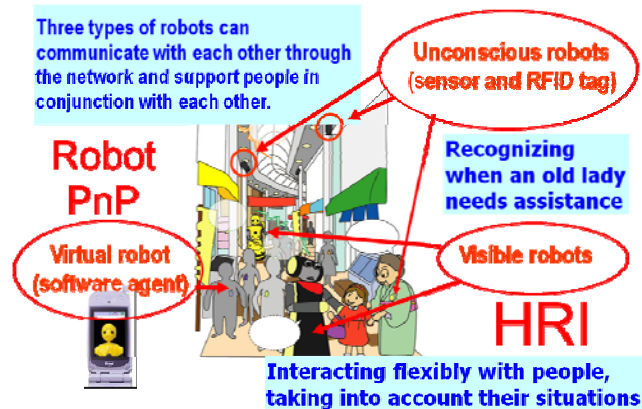 Three types of robots can
communicate with each other through
the network and support people in
conjunction with each other.
Unconscious robots
(sensor and RFID tag)
Robot
PnP
Recognizing
when an old lady
needs assistance
Virtual robot
(software agent)
Visible robots
HRI
Interacting flexibly with people,
taking into account their situations